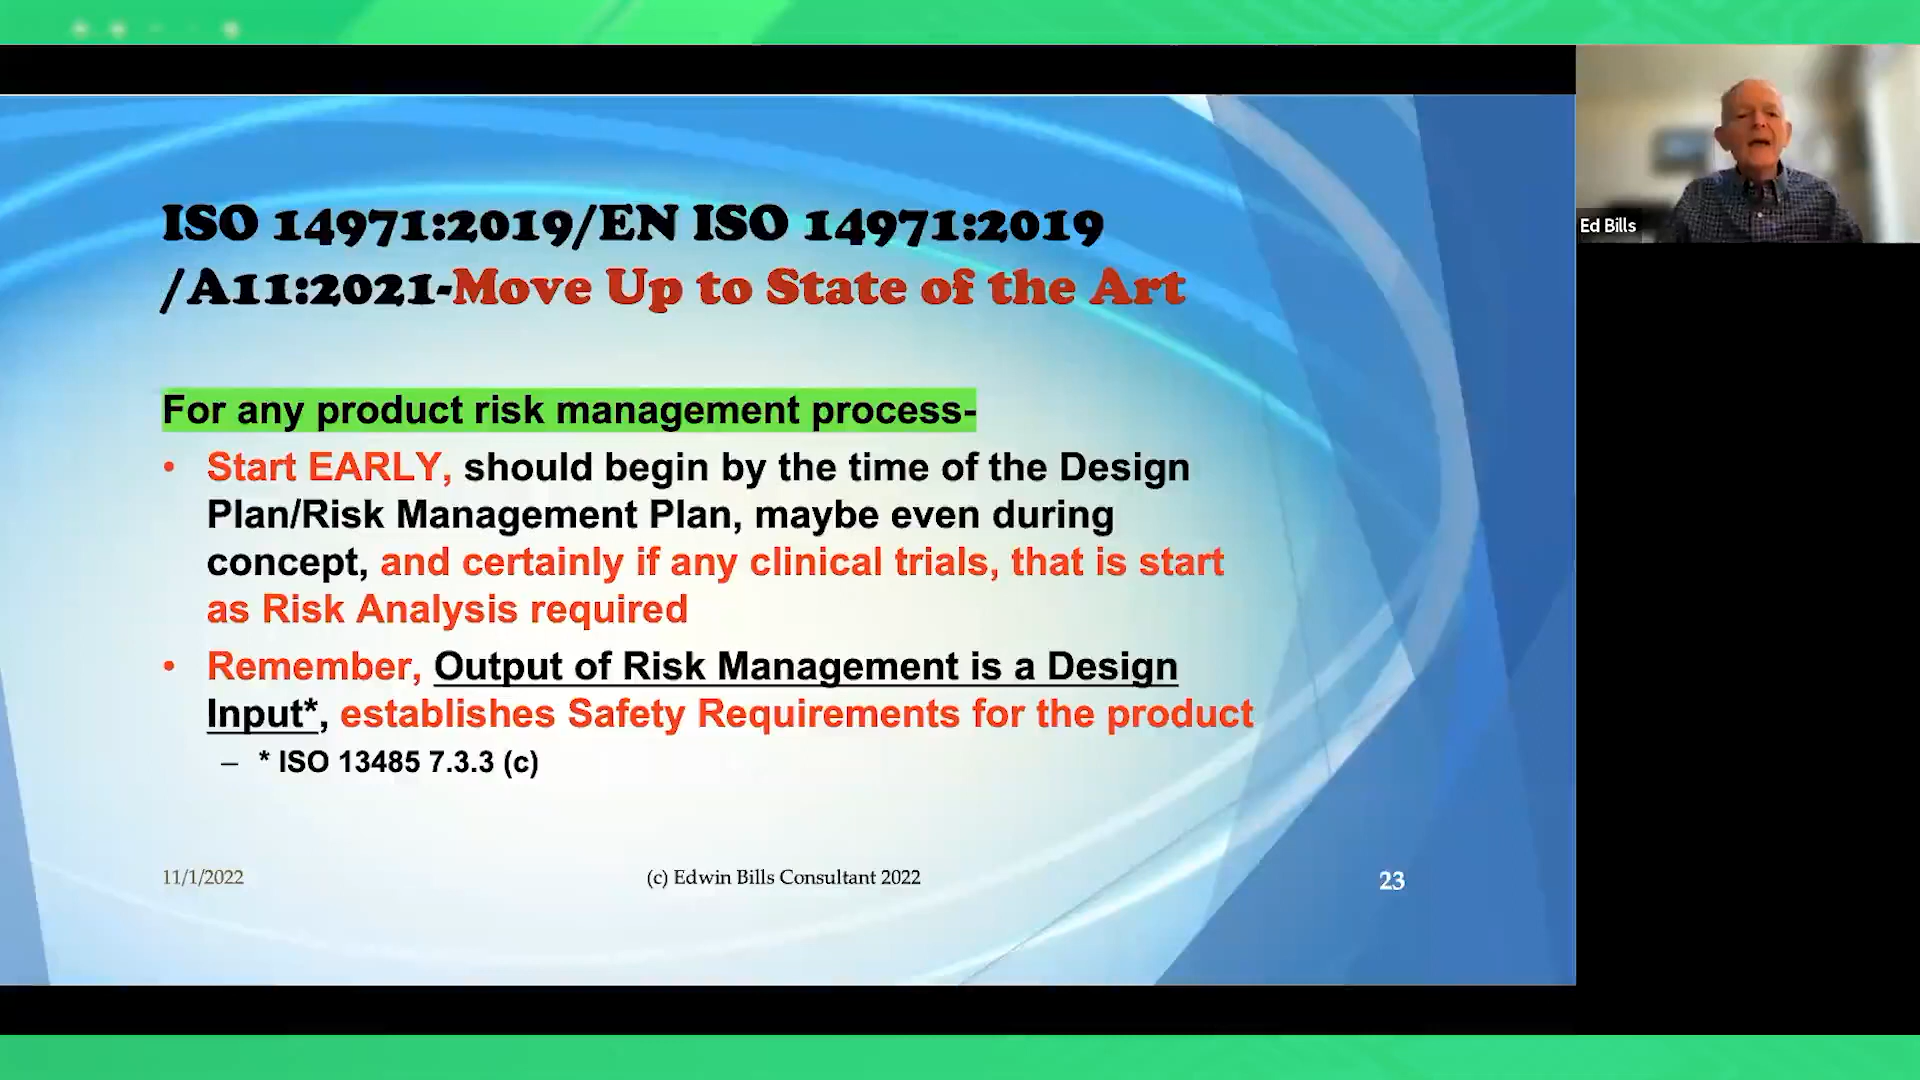 ISO 14971:2019/EN ISO 14971:2019
/A11:2021-Move Up to State of the Art
For any product risk management process-
• Start EARLY, should begin by the time of the Design
Plan/Risk Management Plan, maybe even during
concept, and certainly if any clinical trials, that is start
as Risk Analysis required
• Remember, Output of Risk Management is a Design
Input*, establishes Safety Requirements for the product
– * ISO 13485 7.3.3 (c)
11/1/2022
(c) Edwin Bills Consultant 2022
23
Ed Bills